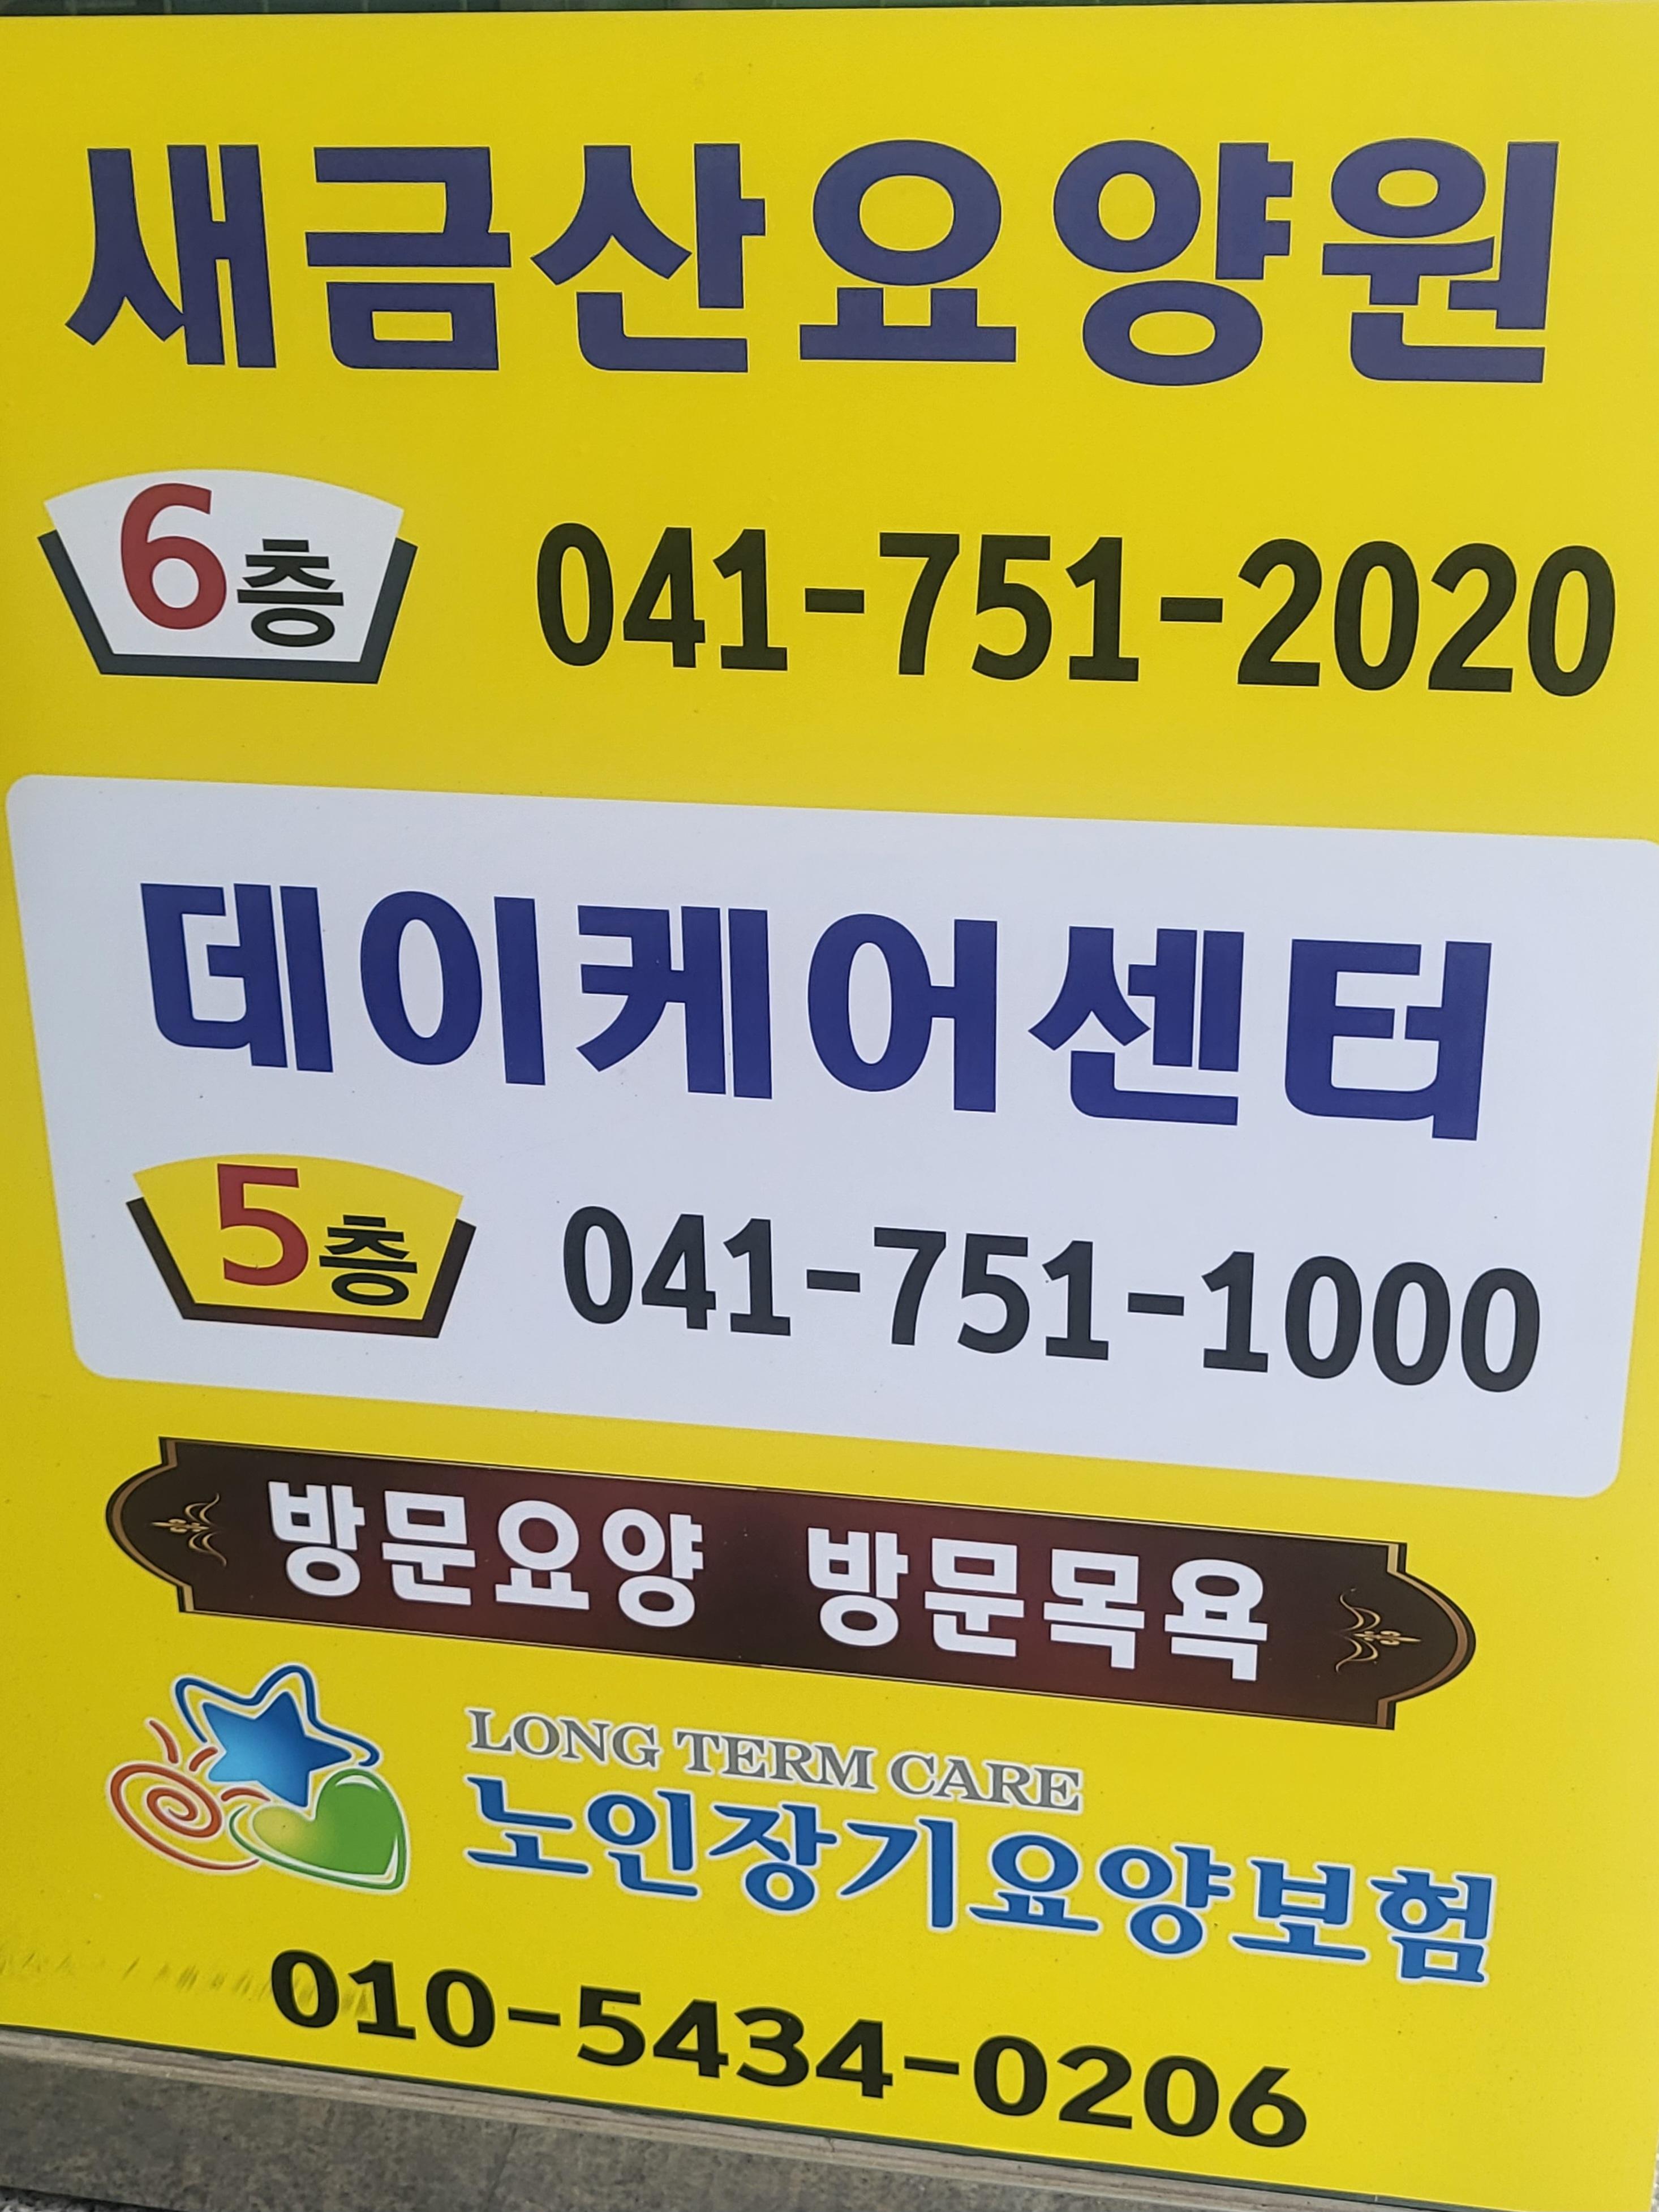 새금산요양원
6층 041-751-2020
데이케어센터
5층 041-751-1000
방문요양 방문목욕
LONG TERM CARE
노인장기요양보험
010-5434-0206